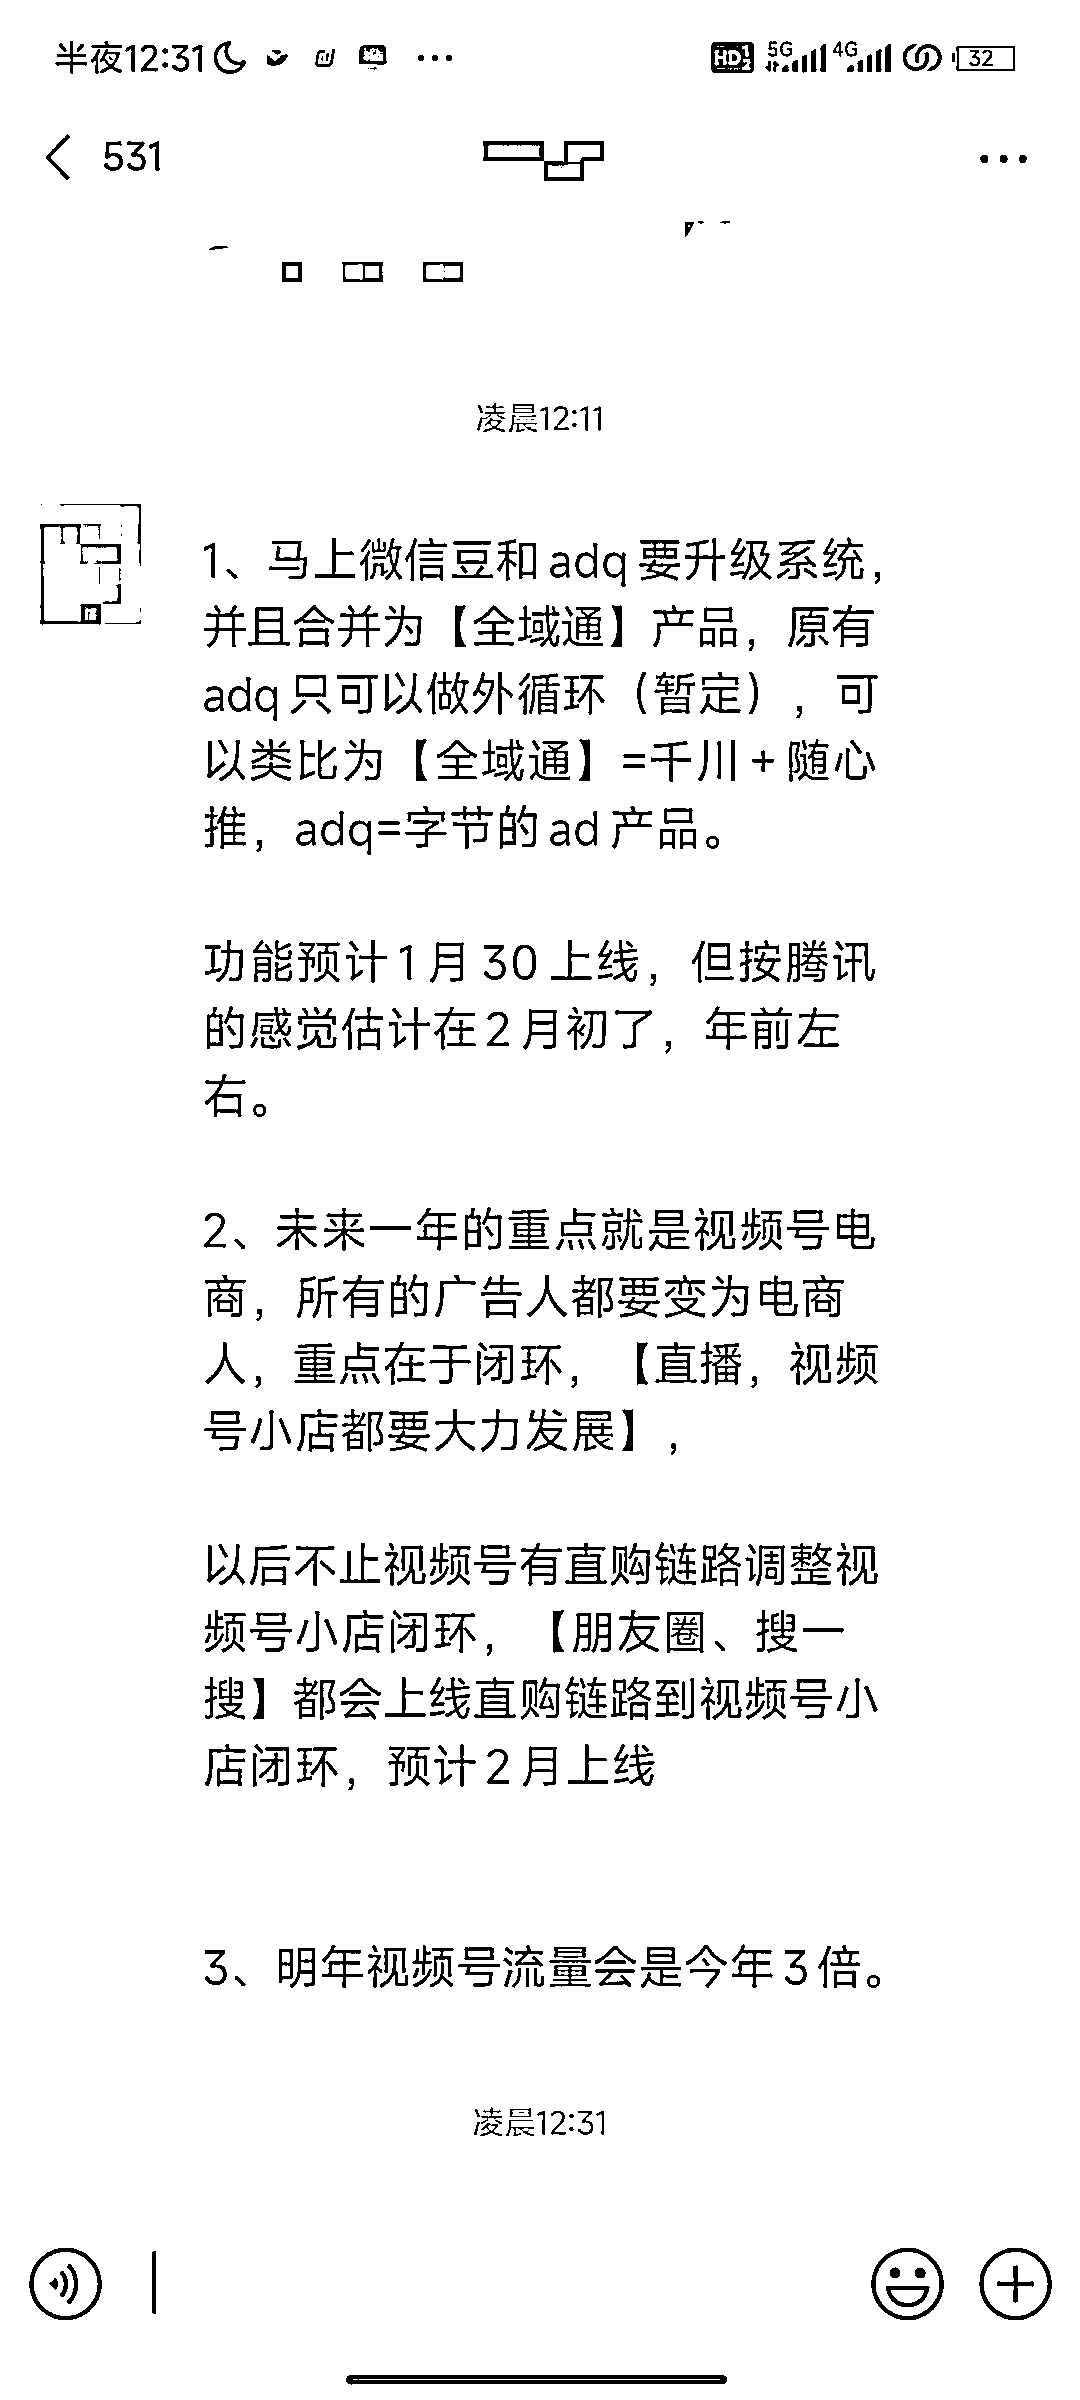 半夜12:31
HD 1 2 5G 4G 32
531
凌晨12:11
1、马上微信豆和adq要升级系统，
并且合并为【全域通】产品，原有
adq只可以做外循环（暂定），可
以类比为【全域通】=千川+随心
推，adq=字节的ad产品。
功能预计1月30上线，但按腾讯
的感觉估计在2月初了，年前左
右。
2、未来一年的重点就是视频号电
商，所有的广告人都要变为电商
人，重点在于闭环，【直播，视频
号小店都要大力发展】，
以后不止视频号有直购链路调整视
频号小店闭环，【朋友圈、搜一
搜】都会上线直购链路到视频号小
店闭环，预计2月上线
3、明年视频号流量会是今年3倍。
凌晨12:31